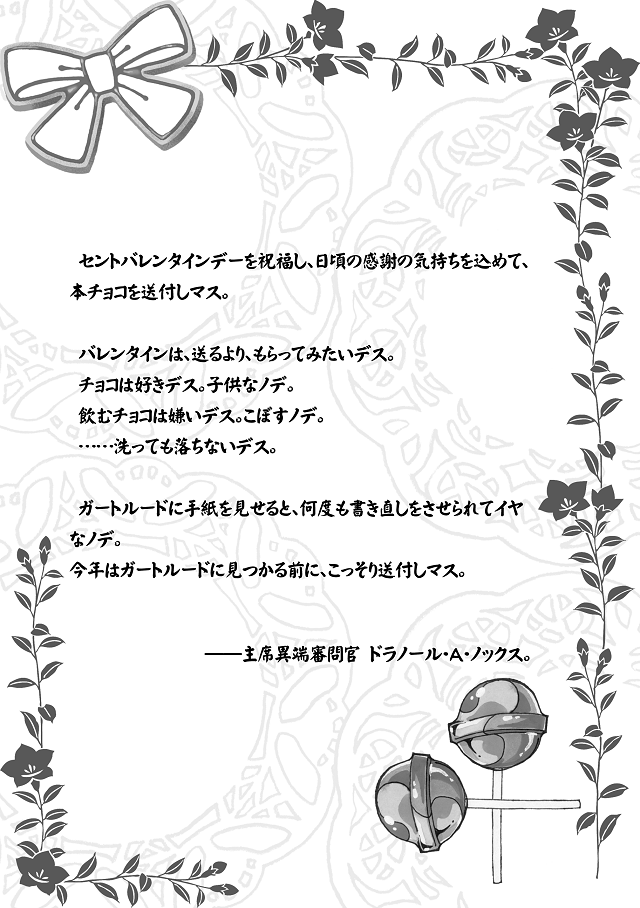 セントバレンタインデーを祝福し、日頃の感謝の気持ちを込めて、
本チョコを送付しマス。
バレンタインは、送るより、もらってみたいデス。
チョコは好きデス。子供なノデ。
飲むチョコは嫌いデス。こぼすノデ。
……洗っても落ちないデス。
ガートルードに手紙を見せると、何度も書き直しをさせられてイヤ
なノデ。
今年はガートルードに見つかる前に、こっそり送付しマス。
――主席異端審問官 ドラノール・A・ノックス。